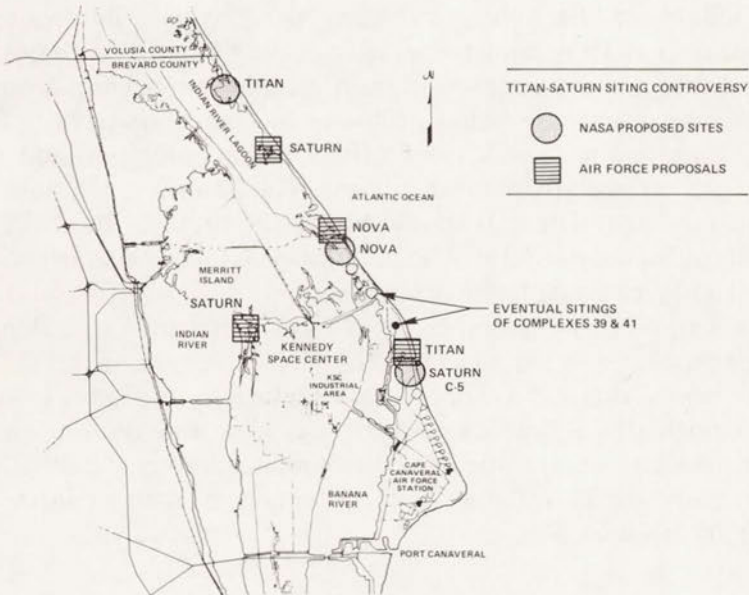 VOLUSIA COUNTY
BREVARD COUNTY
TITAN
INDIAN RIVER LAGOON
SATURN
N
TITAN-SATURN SITING CONTROVERSY
NASA PROPOSED SITES
AIR FORCE PROPOSALS
ATLANTIC OCEAN
NOVA
NOVA
MERRITT
ISLAND
SATURN
INDIAN
RIVER
KENNEDY
SPACE CENTER
EVENTUAL SITINGS
OF COMPLEXES 39 & 41
TITAN
SATURN
C-5
KSC
INDUSTRIAL
AREA
CAPE
CANAVERAL
AIR FORCE
STATION
BANANA
RIVER
PORT CANAVERAL